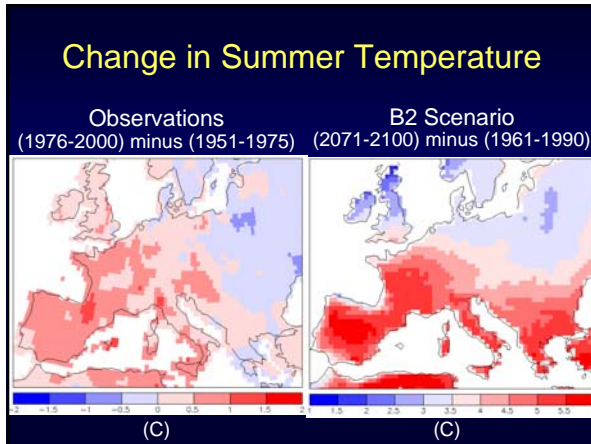 Change in Summer Temperature
Observations
(1976-2000) minus (1951-1975)
B2 Scenario
(2071-2100) minus (1961-1990)
-2 -1.5 -1 -0.5 0 0.5 1 1.5 2
1 1.5 2 2.5 3 3.5 4 4.5 5 5.5
(C)
(C)